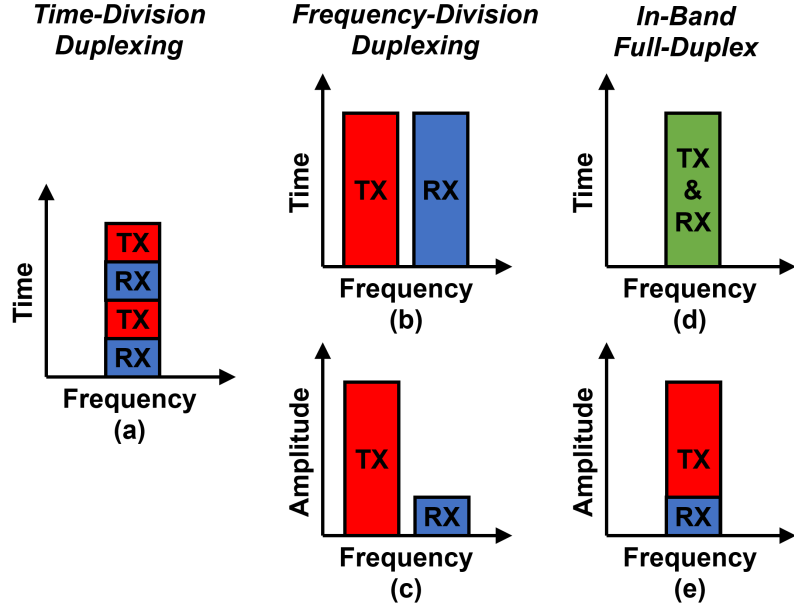 Time-Division
Duplexing
Time
TX
RX
TX
RX
Frequency
(a)
Frequency-Division
Duplexing
Time
TX
RX
Frequency
(b)
Amplitude
TX
RX
Frequency
(c)
In-Band
Full-Duplex
Time
TX
&
RX
Frequency
(d)
Amplitude
TX
RX
Frequency
(e)